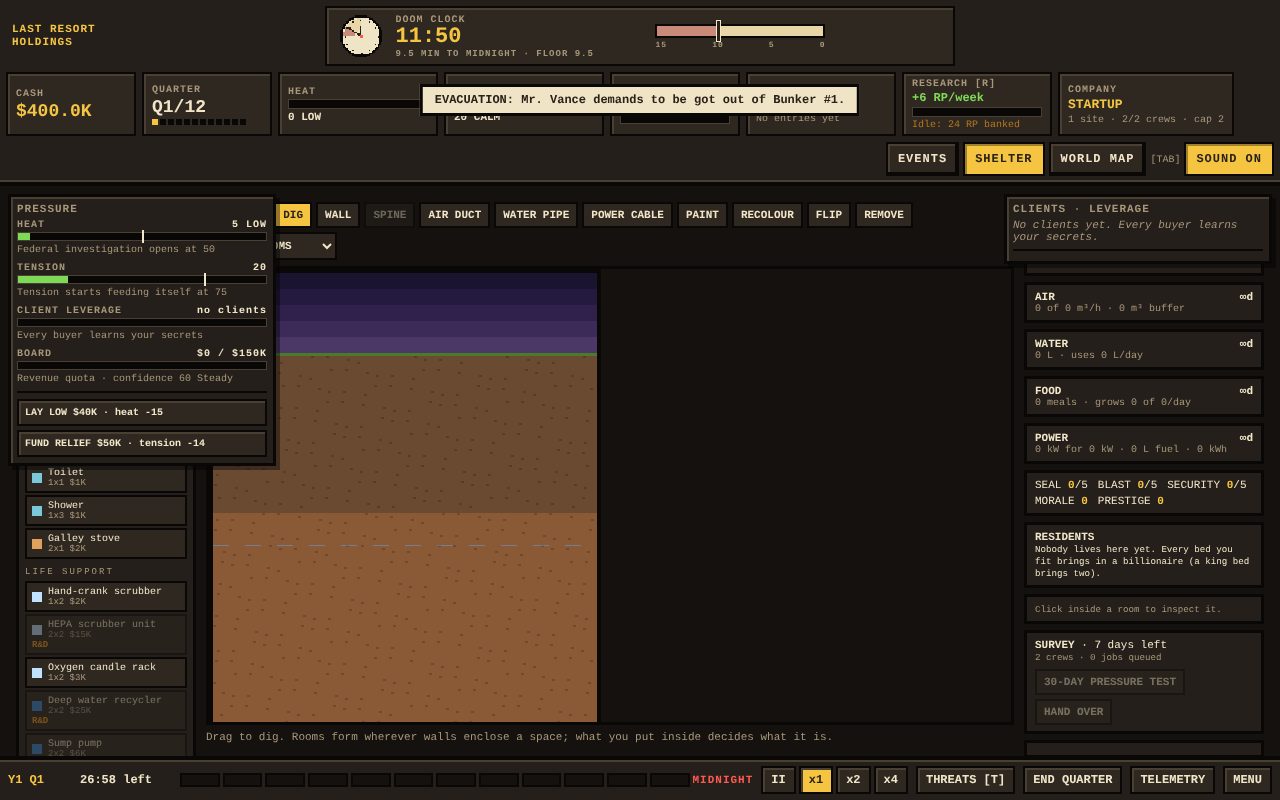 LAST RESORT
HOLDINGS
DOOM CLOCK
11:50
9.5 MIN TO MIDNIGHT · FLOOR 9.5
15 10 5 0
CASH
$400.0K
QUARTER
Q1/12
HEAT
0 LOW
20 CALM
No entries yet
EVACUATION: Mr. Vance demands to be got out of Bunker #1.
RESEARCH [R]
+6 RP/week
Idle: 24 RP banked
COMPANY
STARTUP
1 site · 2/2 crews · cap 2
EVENTS
SHELTER
WORLD MAP
[TAB]
SOUND ON
PRESSURE
HEAT 5 LOW
Federal investigation opens at 50
TENSION 20
Tension starts feeding itself at 75
CLIENT LEVERAGE no clients
Every buyer learns your secrets
BOARD $0 / $150K
Revenue quota · confidence 60 Steady
LAY LOW $40K · heat -15
FUND RELIEF $50K · tension -14
DIG
WALL
SPINE
AIR DUCT
WATER PIPE
POWER CABLE
PAINT
RECOLOUR
FLIP
REMOVE
OMS
CLIENTS · LEVERAGE
No clients yet. Every buyer learns
your secrets.
Toilet
1x1 $1K
Shower
1x3 $1K
Galley stove
2x1 $2K
LIFE SUPPORT
Hand-crank scrubber
1x2 $2K
HEPA scrubber unit
2x2 $15K
R&D
Oxygen candle rack
1x2 $3K
Deep water recycler
2x2 $25K
R&D
Sump pump
2x2 $6K
AIR ∞d
0 of 0 m³/h · 0 m³ buffer
WATER ∞d
0 L · uses 0 L/day
FOOD ∞d
0 meals · grows 0 of 0/day
POWER ∞d
0 kW for 0 kW · 0 L fuel · 0 kWh
SEAL 0/5 BLAST 0/5 SECURITY 0/5
MORALE 0 PRESTIGE 0
RESIDENTS
Nobody lives here yet. Every bed you
fit brings in a billionaire (a king bed
brings two).
Click inside a room to inspect it.
SURVEY · 7 days left
2 crews · 0 jobs queued
30-DAY PRESSURE TEST
HAND OVER
Drag to dig. Rooms form wherever walls enclose a space; what you put inside decides what it is.
Y1 Q1
26:58 left
MIDNIGHT
II
x1
x2
x4
THREATS [T]
END QUARTER
TELEMETRY
MENU